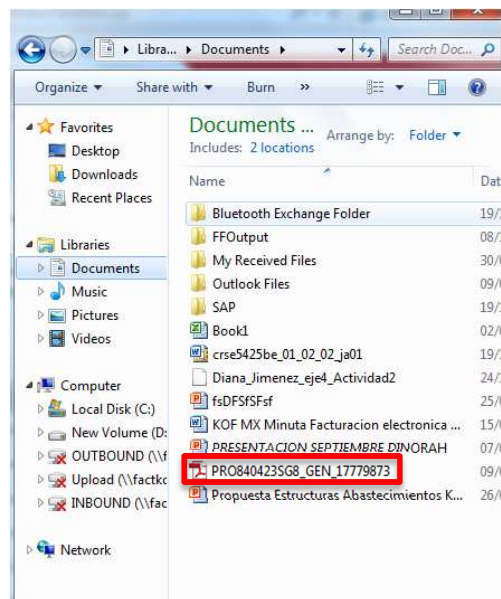 Libra... Documents
Search Doc...
Organize Share with Burn »
Favorites
Desktop
Downloads
Recent Places
Libraries
Documents
Music
Pictures
Videos
Computer
Local Disk (C:)
New Volume (D:
OUTBOUND (\\f
Upload (\\factkc
INBOUND (\\fac
Network
Documents ...
Includes: 2 locations
Arrange by: Folder
Name Dat
Bluetooth Exchange Folder 19/
FFOutput 08/
My Received Files 30/
Outlook Files 09/
SAP 19/
Book1 02/
crse5425be_01_02_02_ja01 19/
Diana_Jimenez_eje4_Actividad2 24/
fsDFSfSFsf 25/
KOF MX Minuta Facturacion electronica ... 15/
PRESENTACION SEPTIEMBRE DINORAH 07/
PRO840423SG8_GEN_17779873 09/
Propuesta Estructuras Abastecimientos K... 26/